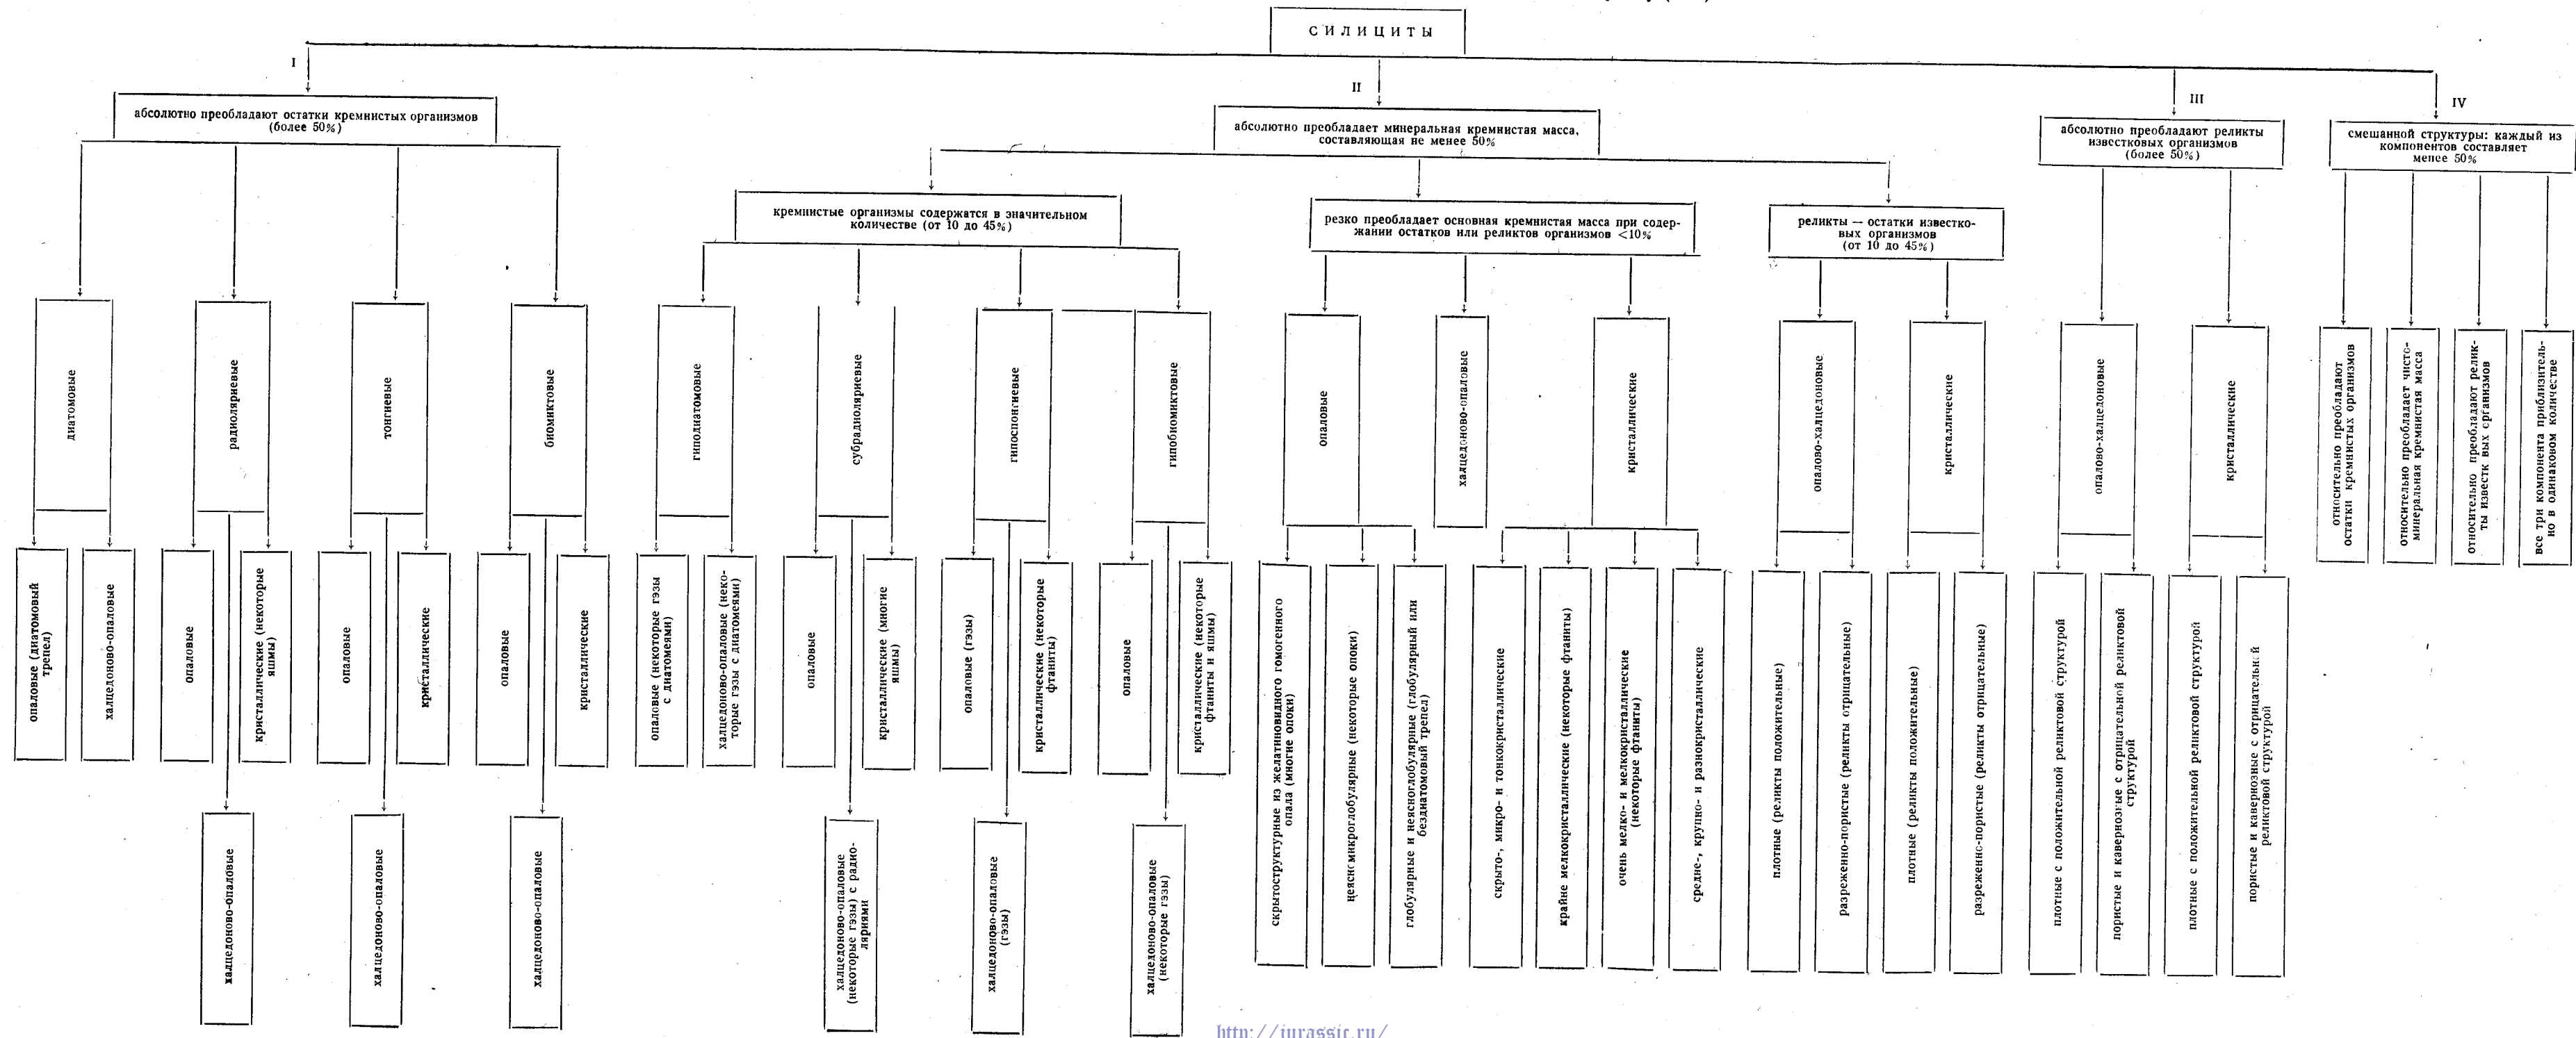 СИЛИЦИТЫ
I
II
III
IV
абсолютно преобладают остатки кремнистых организмов
(более 50%)
абсолютно преобладает минеральная кремнистая масса,
составляющая не менее 50%
абсолютно преобладают реликты
известковых организмов
(более 50%)
смешанной структуры: каждый из
компонентов составляет
менее 50%
кремнистые организмы содержатся в значительном
количестве (от 10 до 45%)
резко преобладает основная кремнистая масса при содер-
жании остатков или реликтов организмов <10%
реликты — остатки известко-
вых организмов
(от 10 до 45%)
диатомовые
радиоляриевые
тонгиевые
биомиктовые
гиподиатомовые
субрадиоляриевые
гипоспонгиевые
гипобиомиктовые
опаловые
халцедоново-опаловые
кристаллические
опалово-халцедоновые
кристаллические
опалово-халцедоновые
кристаллические
относительно преобладают
остатки кремнистых организмов
относительно преобладает чисто-
минеральная кремнистая масса
относительно преобладают релик-
ты известк вых организмов
все три компонента приблизитель-
но в одинаковом количестве
опаловые (диатомовый
трепел)
халцедоново-опаловые
опаловые
кристаллические (некоторые
яшмы)
опаловые
кристаллические
опаловые
кристаллические
опаловые (некоторые гэзы
с диатомеями)
халцедоново-опаловые (неко-
торые гэзы с диатомеями)
опаловые
кристаллические (многие
яшмы)
опаловые (гэзы)
кристаллические (некоторые
фтаниты)
опаловые
кристаллические (некоторые
фтаниты и яшмы)
скрытоструктурные из желатиновидного гомогенного
опала (многие опоки)
неясномикроглобулярные (некоторые опоки)
глобулярные и неясноглобулярные (глобулярный или
бездиатомовый трепел)
скрыто-, микро- и тонкокристаллические
крайне мелкокристаллические (некоторые фтаниты)
очень мелко- и мелкокристаллические
(некоторые фтаниты)
средне-, крупно- и разнокристаллические
плотные (реликты положительные)
разреженно-пористые (реликты отрицательные)
плотные (реликты положительные)
разреженно-пористые (реликты отрицательные)
плотные с положительной реликтовой структурой
пористые и кавернозные с отрицательной реликтовой
структурой
плотные с положительной реликтовой структурой
пористые и кавернозные с отрицательн й
реликтовой структурой
халцедоново-опаловые
халцедоново-опаловые
халцедоново-опаловые
халцедоново-опаловые
(некоторые гэзы) с радио-
ляриями
халцедоново-опаловые
(гэзы)
халцедоново-опаловые
(некоторые гэзы)
http://jurassic.ru/